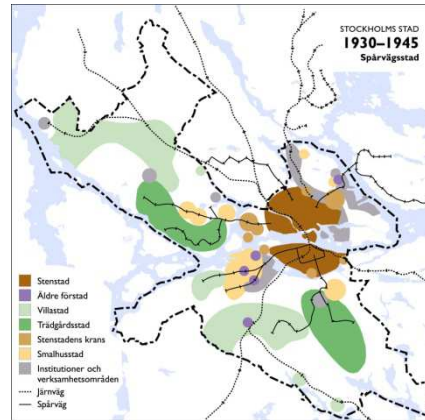 STOCKHOLMS STAD
1930–1945
Spårvägsstad
Stenstad
Äldre förstad
Villastad
Trädgårdsstad
Stenstadens krans
Smalhusstad
Institutioner och
verksamhetsområden
Järnväg
Spårväg